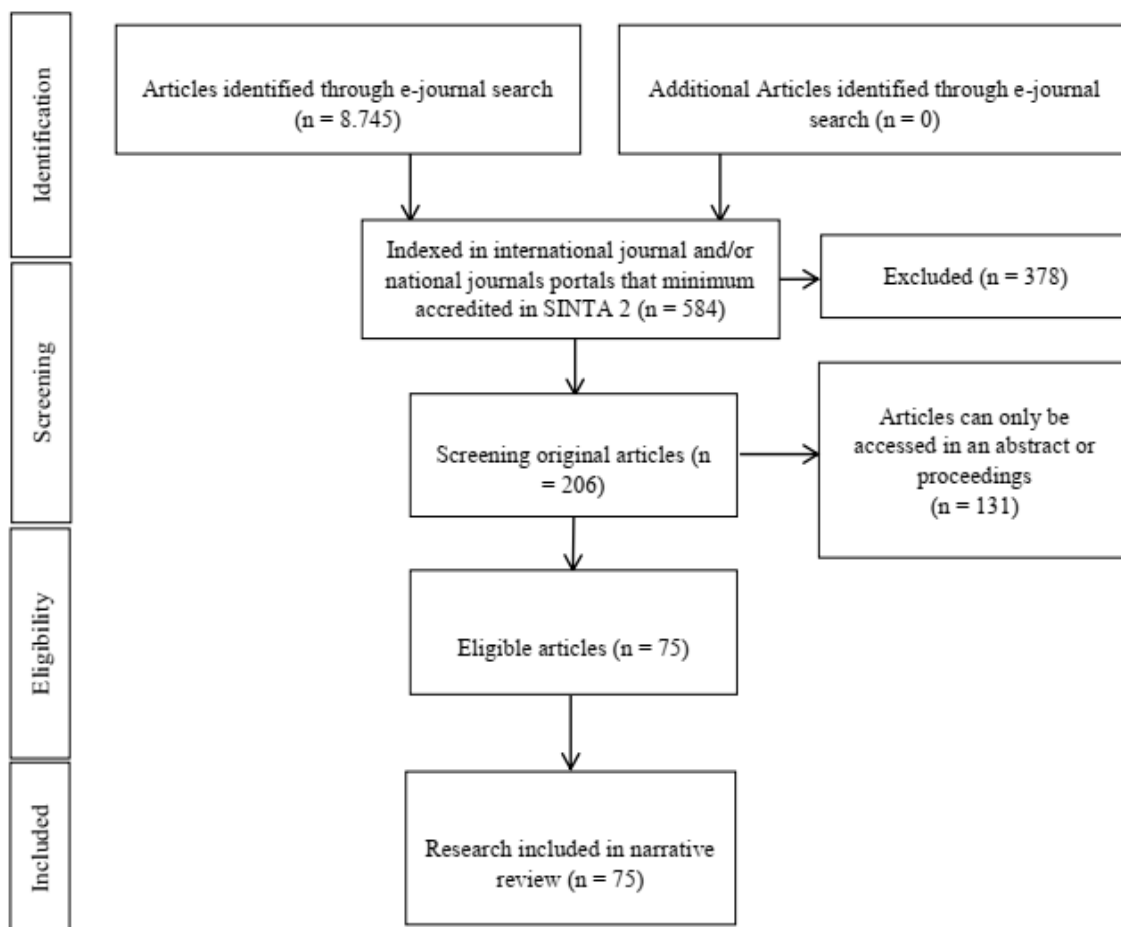 Identification
Articles identified through e-journal search
(n = 8.745)
Additional Articles identified through e-journal
search (n = 0)
Indexed in international journal and/or
national journals portals that minimum
accredited in SINTA 2 (n = 584)
Excluded (n = 378)
Screening
Screening original articles (n
= 206)
Articles can only be
accessed in an abstract or
proceedings
(n = 131)
Eligibility
Eligible articles (n = 75)
Included
Research included in narrative
review (n = 75)